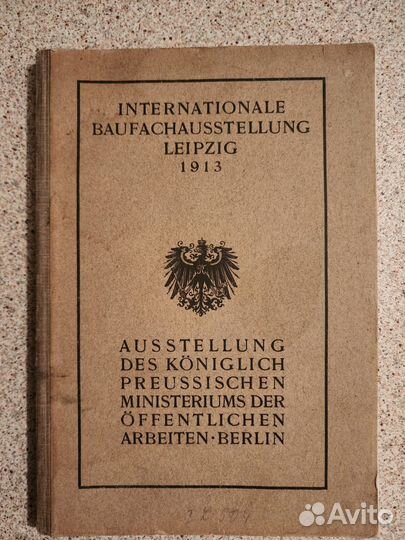 INTERNATIONALE
BAUFACHAUSSTELLUNG
LEIPZIG
1913
AUSSTELLUNG
DES KÖNIGLICH
PREUSSISCHEN
MINISTERIUMS DER
ÖFFENTLICHEN
ARBEITEN · BERLIN
Avito